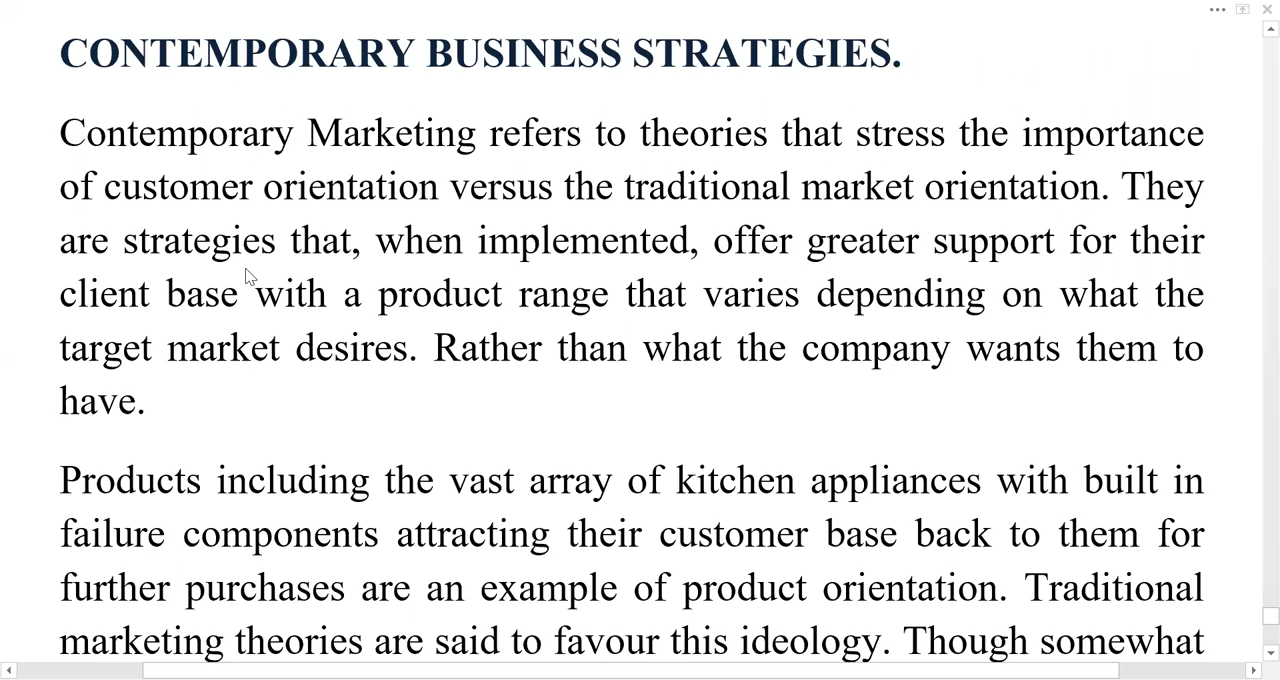 CONTEMPORARY BUSINESS STRATEGIES.
Contemporary Marketing refers to theories that stress the importance
of customer orientation versus the traditional market orientation. They
are strategies that, when implemented, offer greater support for their
client base with a product range that varies depending on what the
target market desires. Rather than what the company wants them to
have.
Products including the vast array of kitchen appliances with built in
failure components attracting their customer base back to them for
further purchases are an example of product orientation. Traditional
marketing theories are said to favour this ideology. Though somewhat